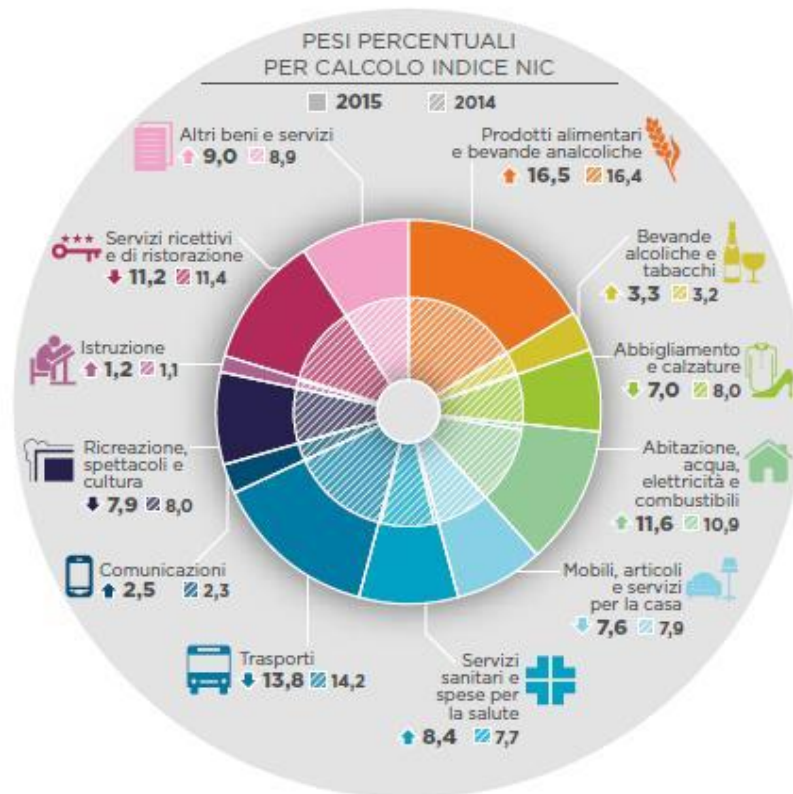 PESI PERCENTUALI
PER CALCOLO INDICE NIC
2015 2014
Altri beni e servizi
9,0 8,9
Prodotti alimentari
e bevande analcoliche
16,5 16,4
Servizi ricettivi
e di ristorazione
11,2 11,4
Bevande
alcoliche e
tabacchi
3,3 3,2
Istruzione
1,2 1,1
Abbigliamento
e calzature
7,0 8,0
Ricreazione,
spettacoli e
cultura
7,9 8,0
Abitazione,
acqua,
elettricità e
combustibili
11,6 10,9
Comunicazioni
2,5 2,3
Mobili, articoli
e servizi
per la casa
7,6 7,9
Trasporti
13,8 14,2
Servizi
sanitari e
spese per
la salute
8,4 7,7